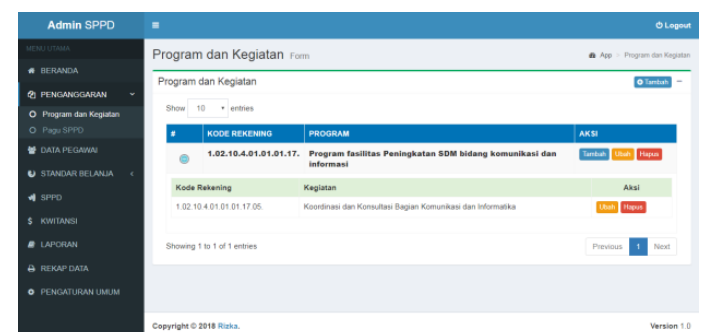 Admin SPPD
Logout
MENU UTAMA
BERANDA
PENGANGGARAN
Program dan Kegiatan
Pagu SPPD
DATA PEGAWAI
STANDAR BELANJA
SPPD
KWITANSI
LAPORAN
REKAP DATA
PENGATURAN UMUM
Program dan Kegiatan Form
App > Program dan Kegiatan
Program dan Kegiatan
Tambah
Show 10 entries
# KODE REKENING PROGRAM AKSI
1.02.10.4.01.01.01.17. Program fasilitas Peningkatan SDM bidang komunikasi dan
informasi
Tambah Ubah Hapus
Kode Rekening Kegiatan Aksi
1.02.10.4.01.01.01.17.05. Koordinasi dan Konsultasi Bagian Komunikasi dan Informatika Ubah Hapus
Showing 1 to 1 of 1 entries
Previous 1 Next
Copyright © 2018 Rizka.
Version 1.0